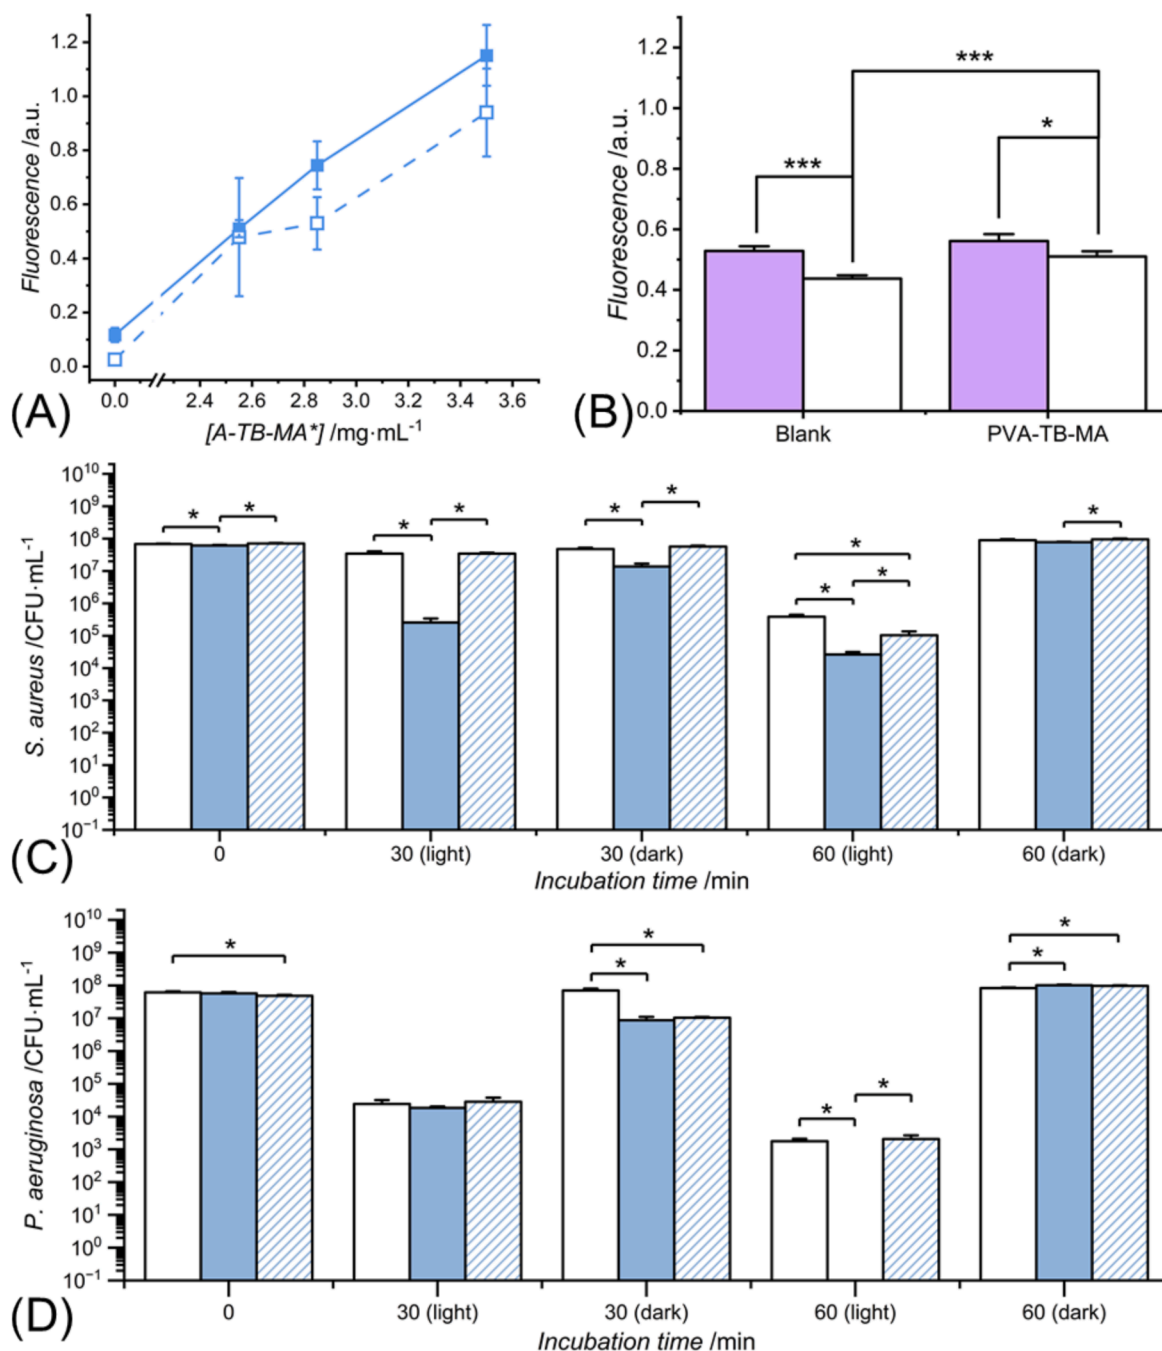 1.2
1.0
0.8
0.6
0.4
0.2
0.0
Fluorescence /a.u.
0.0 2.4 2.6 2.8 3.0 3.2 3.4 3.6
[A-TB-MA*] /mg·mL⁻¹
(A)
1.2
1.0
0.8
0.6
0.4
0.2
0.0
Fluorescence /a.u.
***
***
*
Blank PVA-TB-MA
(B)
10¹⁰
10⁹
10⁸
10⁷
10⁶
10⁵
10⁴
10³
10²
10¹
10⁰
10⁻¹
S. aureus /CFU·mL⁻¹
* * * * * * * * * *
0 30 (light) 30 (dark) 60 (light) 60 (dark)
Incubation time /min
(C)
10¹⁰
10⁹
10⁸
10⁷
10⁶
10⁵
10⁴
10³
10²
10¹
10⁰
10⁻¹
P. aeruginosa /CFU·mL⁻¹
* * * * * * *
0 30 (light) 30 (dark) 60 (light) 60 (dark)
Incubation time /min
(D)